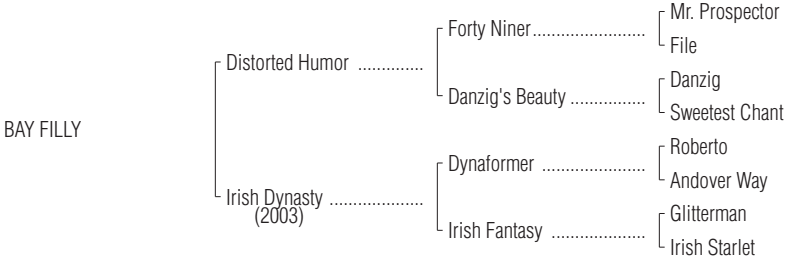 Mr. Prospector
Forty Niner........................
File
Distorted Humor ..............
Danzig
Danzig's Beauty ................
Sweetest Chant
BAY FILLY
Roberto
Dynaformer ......................
Andover Way
Irish Dynasty ....................
(2003)
Glitterman
Irish Fantasy ....................
Irish Starlet